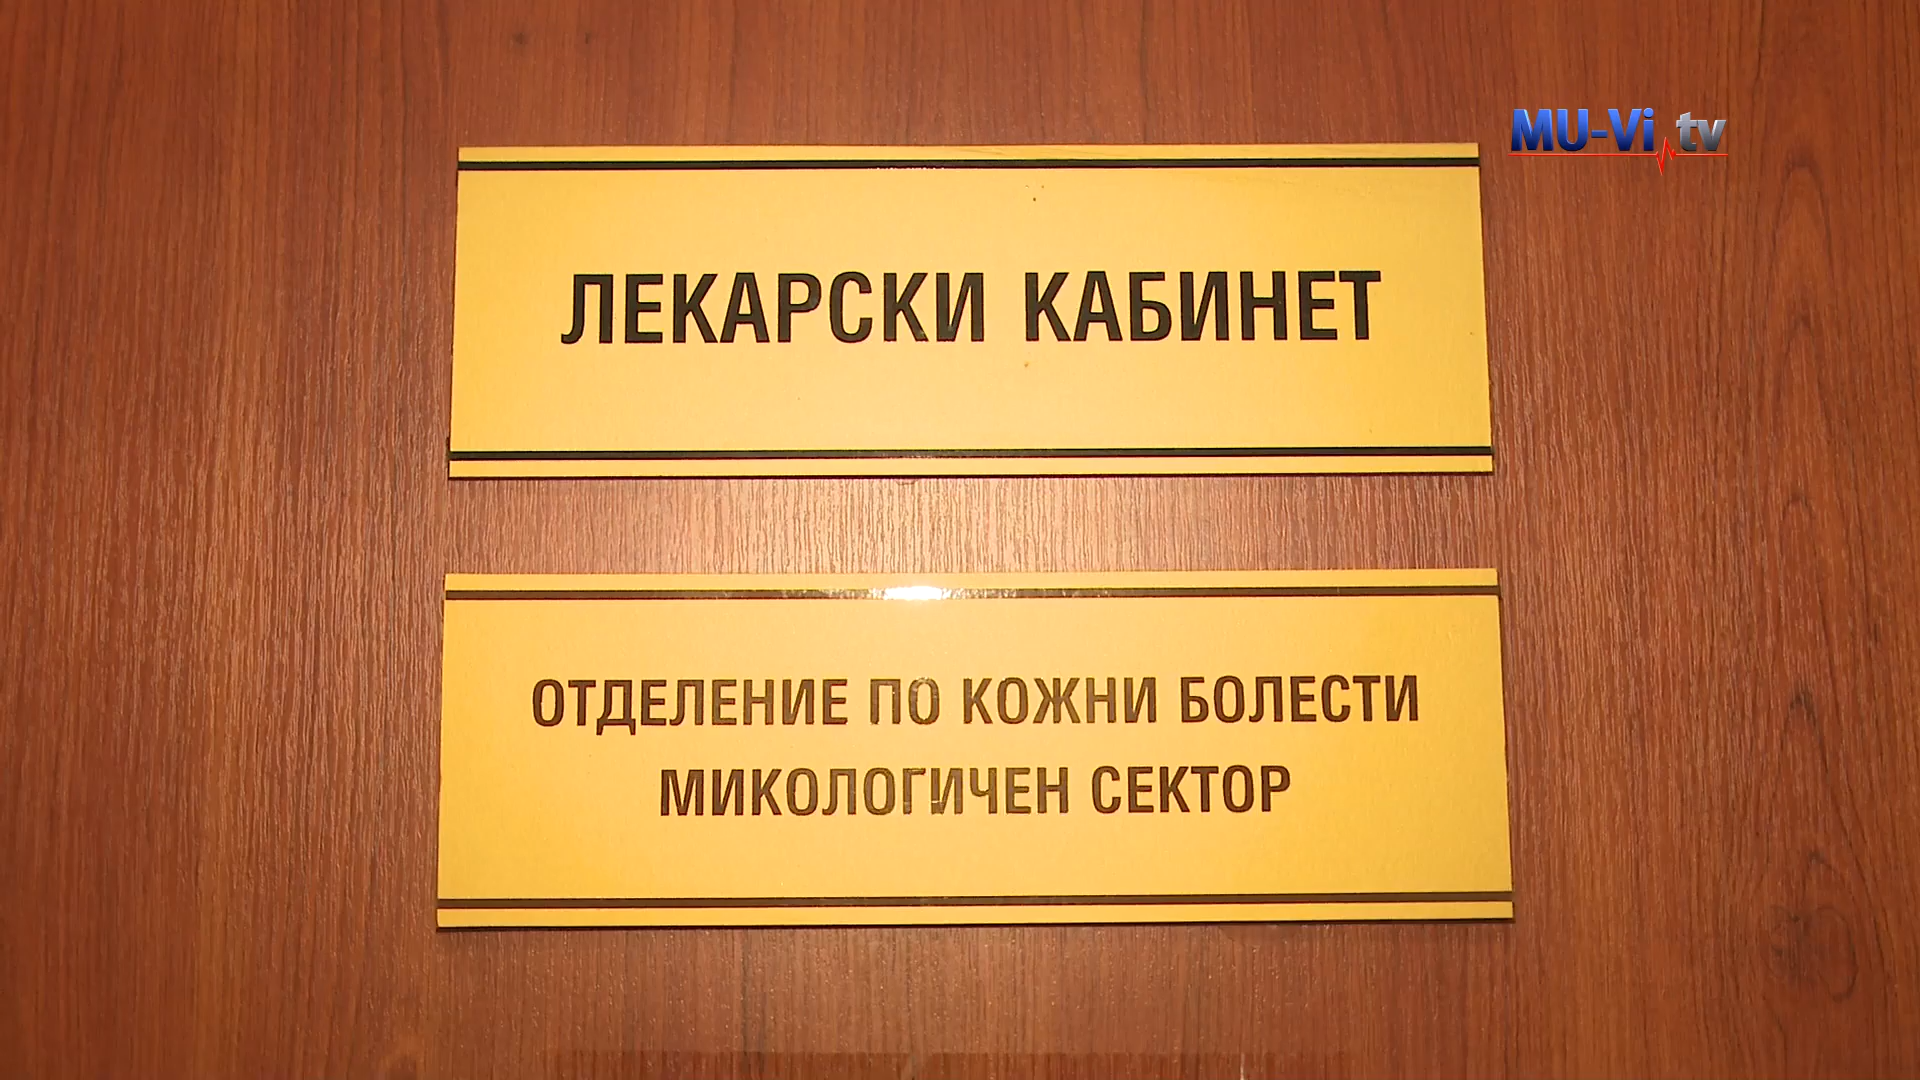 MU-Vi.tv
ЛЕКАРСКИ КАБИНЕТ
ОТДЕЛЕНИЕ ПО КОЖНИ БОЛЕСТИ
МИКОЛОГИЧЕН СЕКТОР